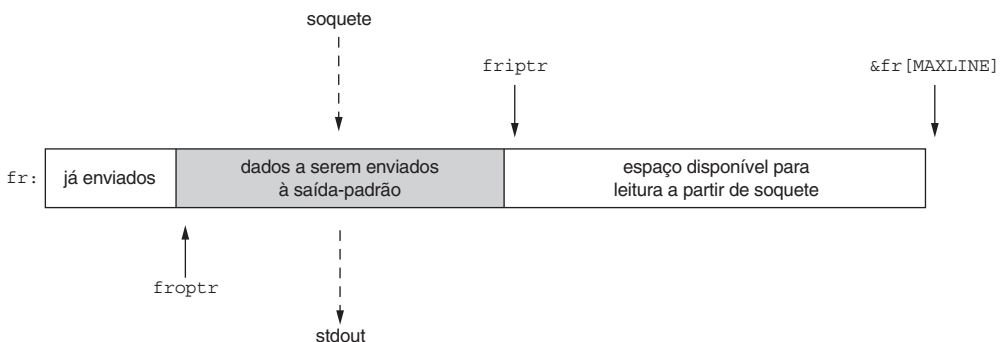 soquete
friptr
&fr[MAXLINE]
fr:
já enviados
dados a serem enviados
à saída-padrão
espaço disponível para
leitura a partir de soquete
froptr
stdout